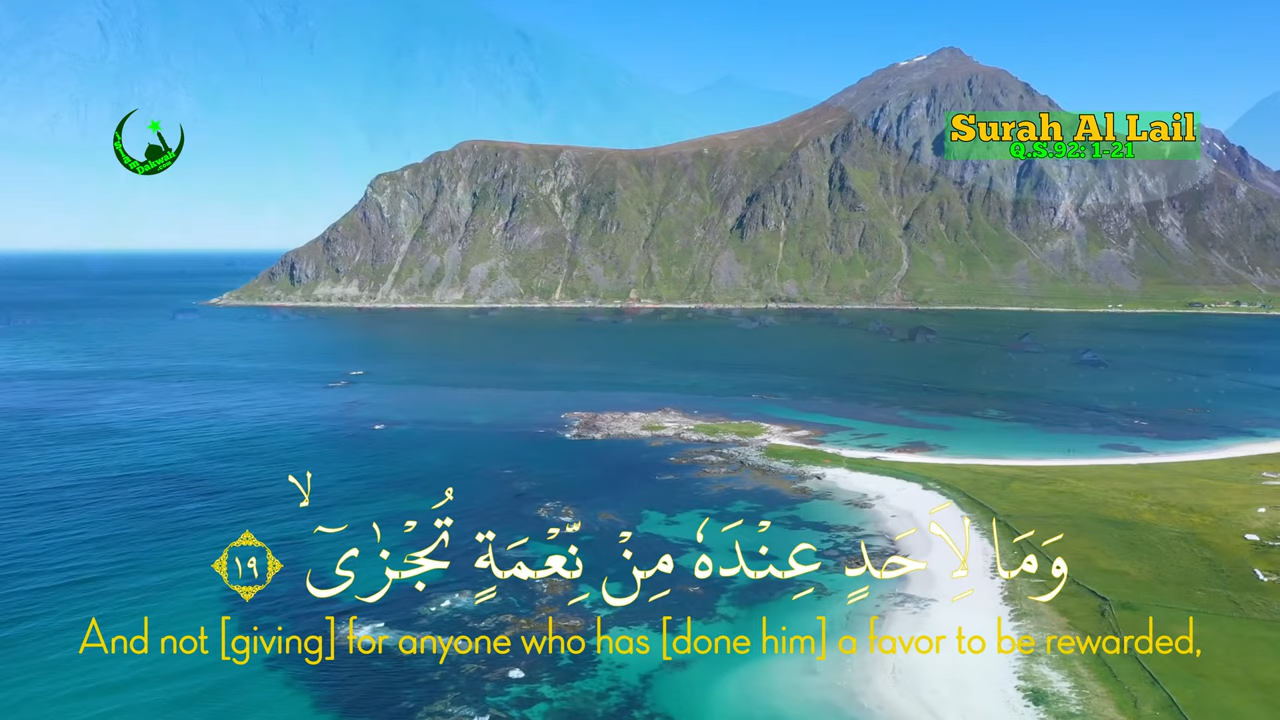 Surah Al Lail
Q.S.92: 1-21
وَمَا لِاَحَدٍ عِنْدَهٗ مِنْ نِّعْمَةٍ تُجْزٰىٓ ۙ ١٩
And not [giving] for anyone who has [done him] a favor to be rewarded,